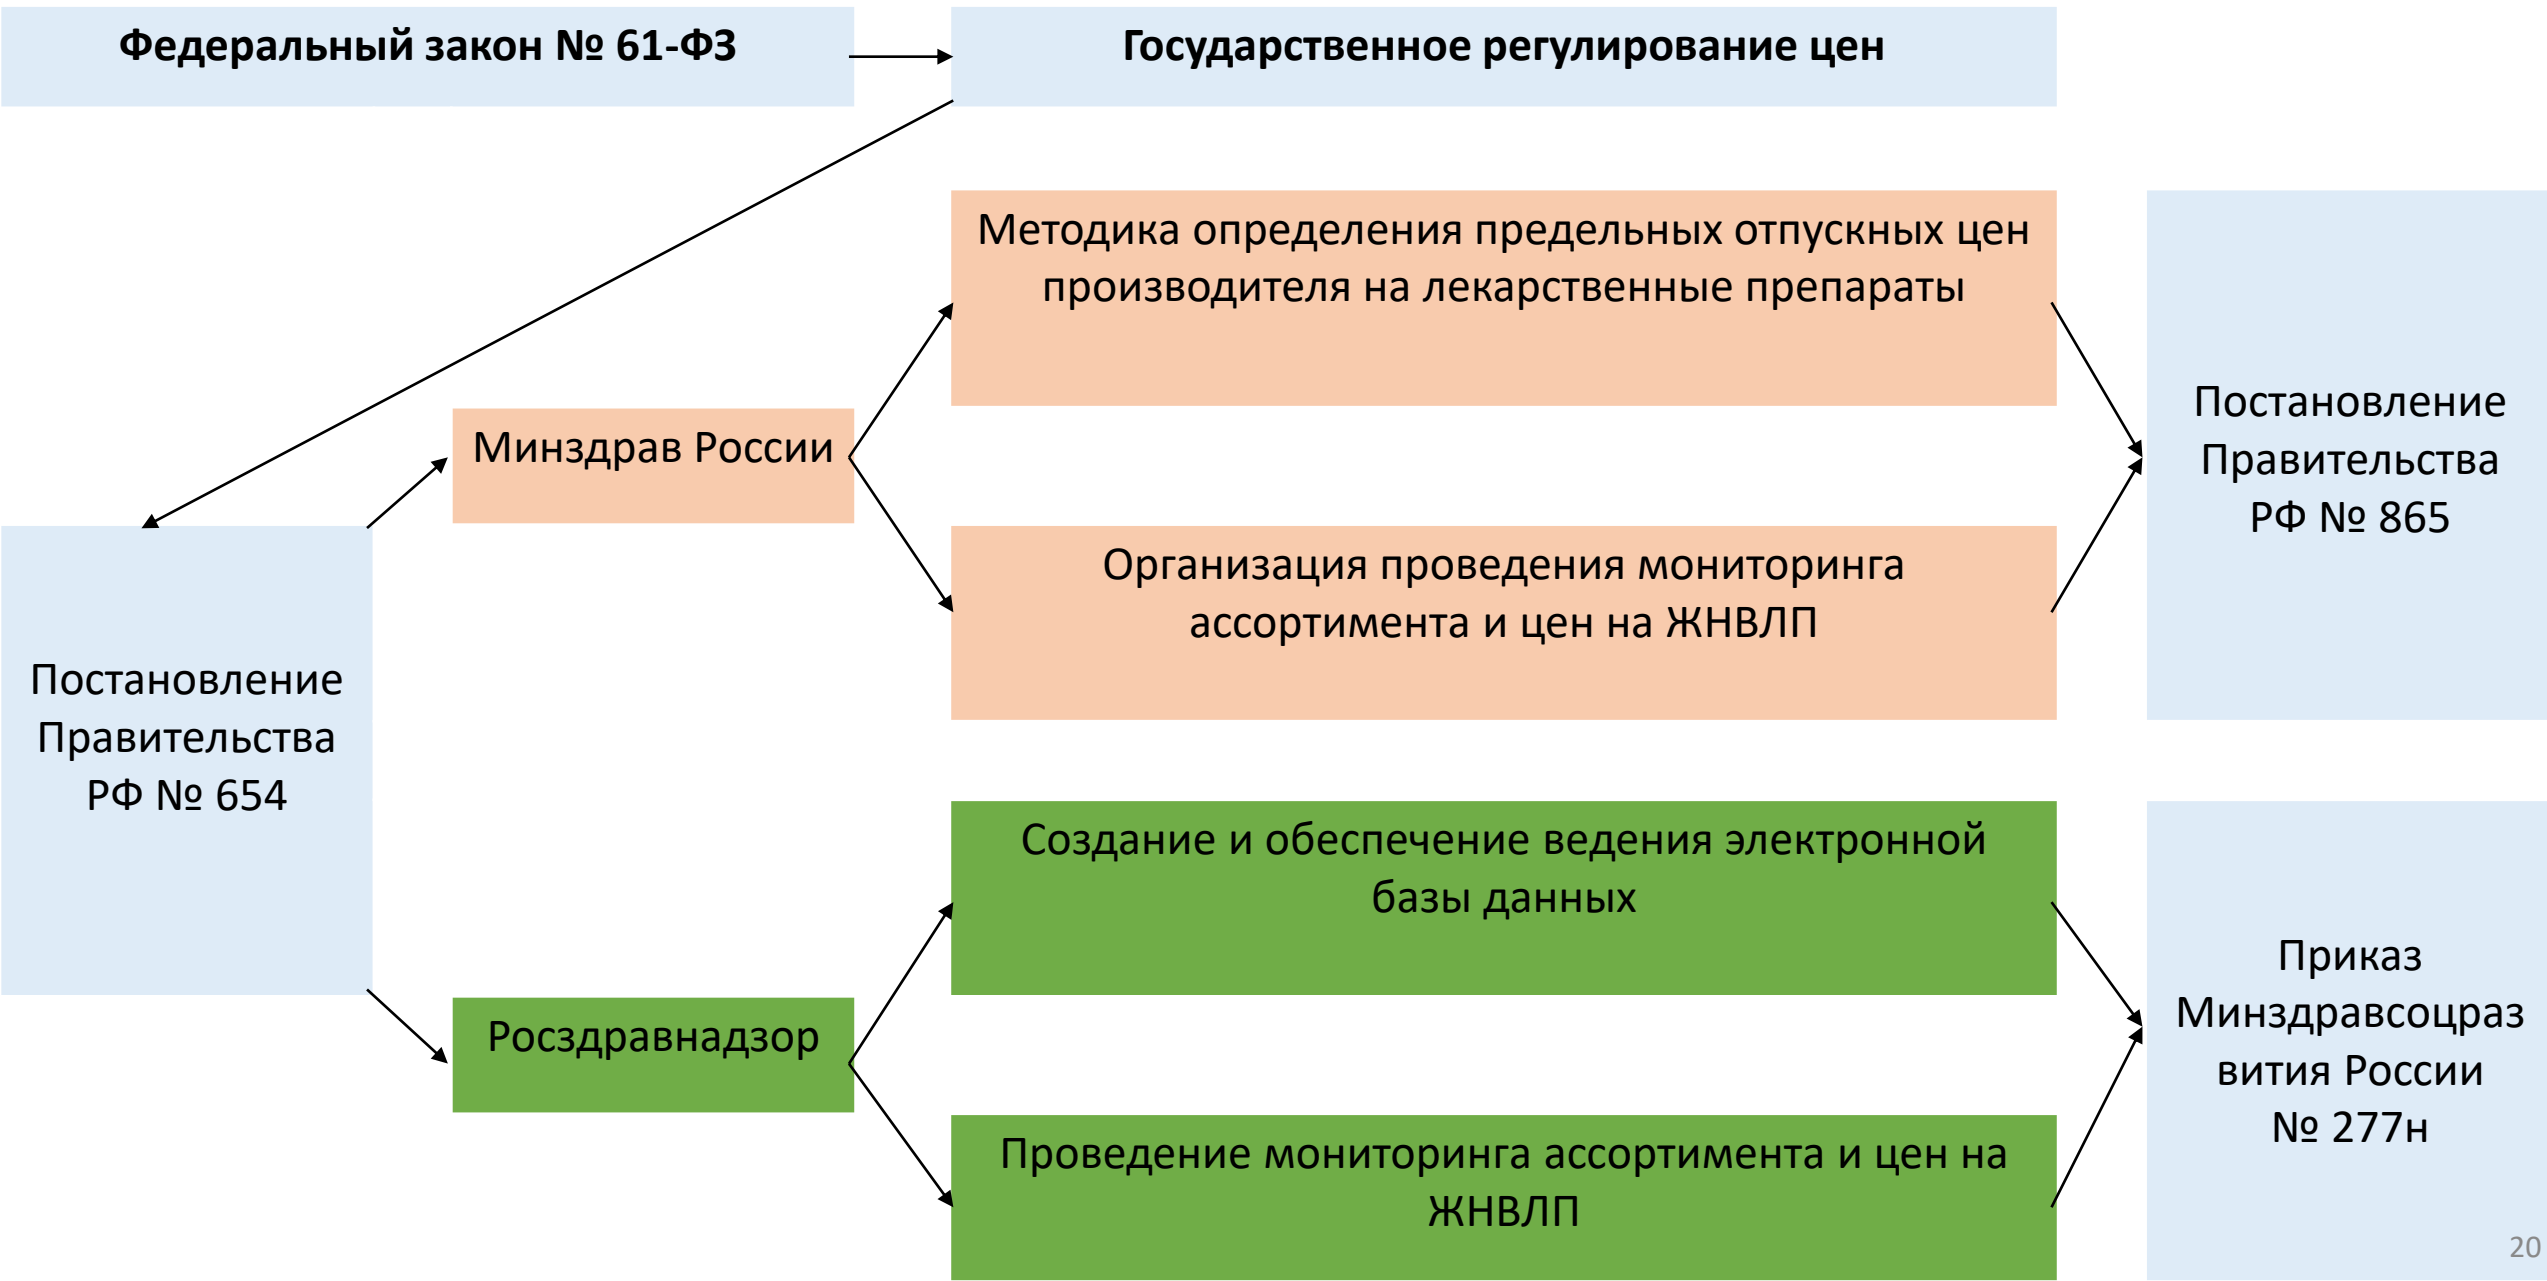 Федеральный закон № 61-ФЗ
Государственное регулирование цен
Методика определения предельных отпускных цен
производителя на лекарственные препараты
Минздрав России
Постановление
Правительства
РФ № 865
Организация проведения мониторинга
ассортимента и цен на ЖНВЛП
Постановление
Правительства
РФ № 654
Создание и обеспечение ведения электронной
базы данных
Росздравнадзор
Приказ
Минздравсоцраз
вития России
№ 277н
Проведение мониторинга ассортимента и цен на
ЖНВЛП
20